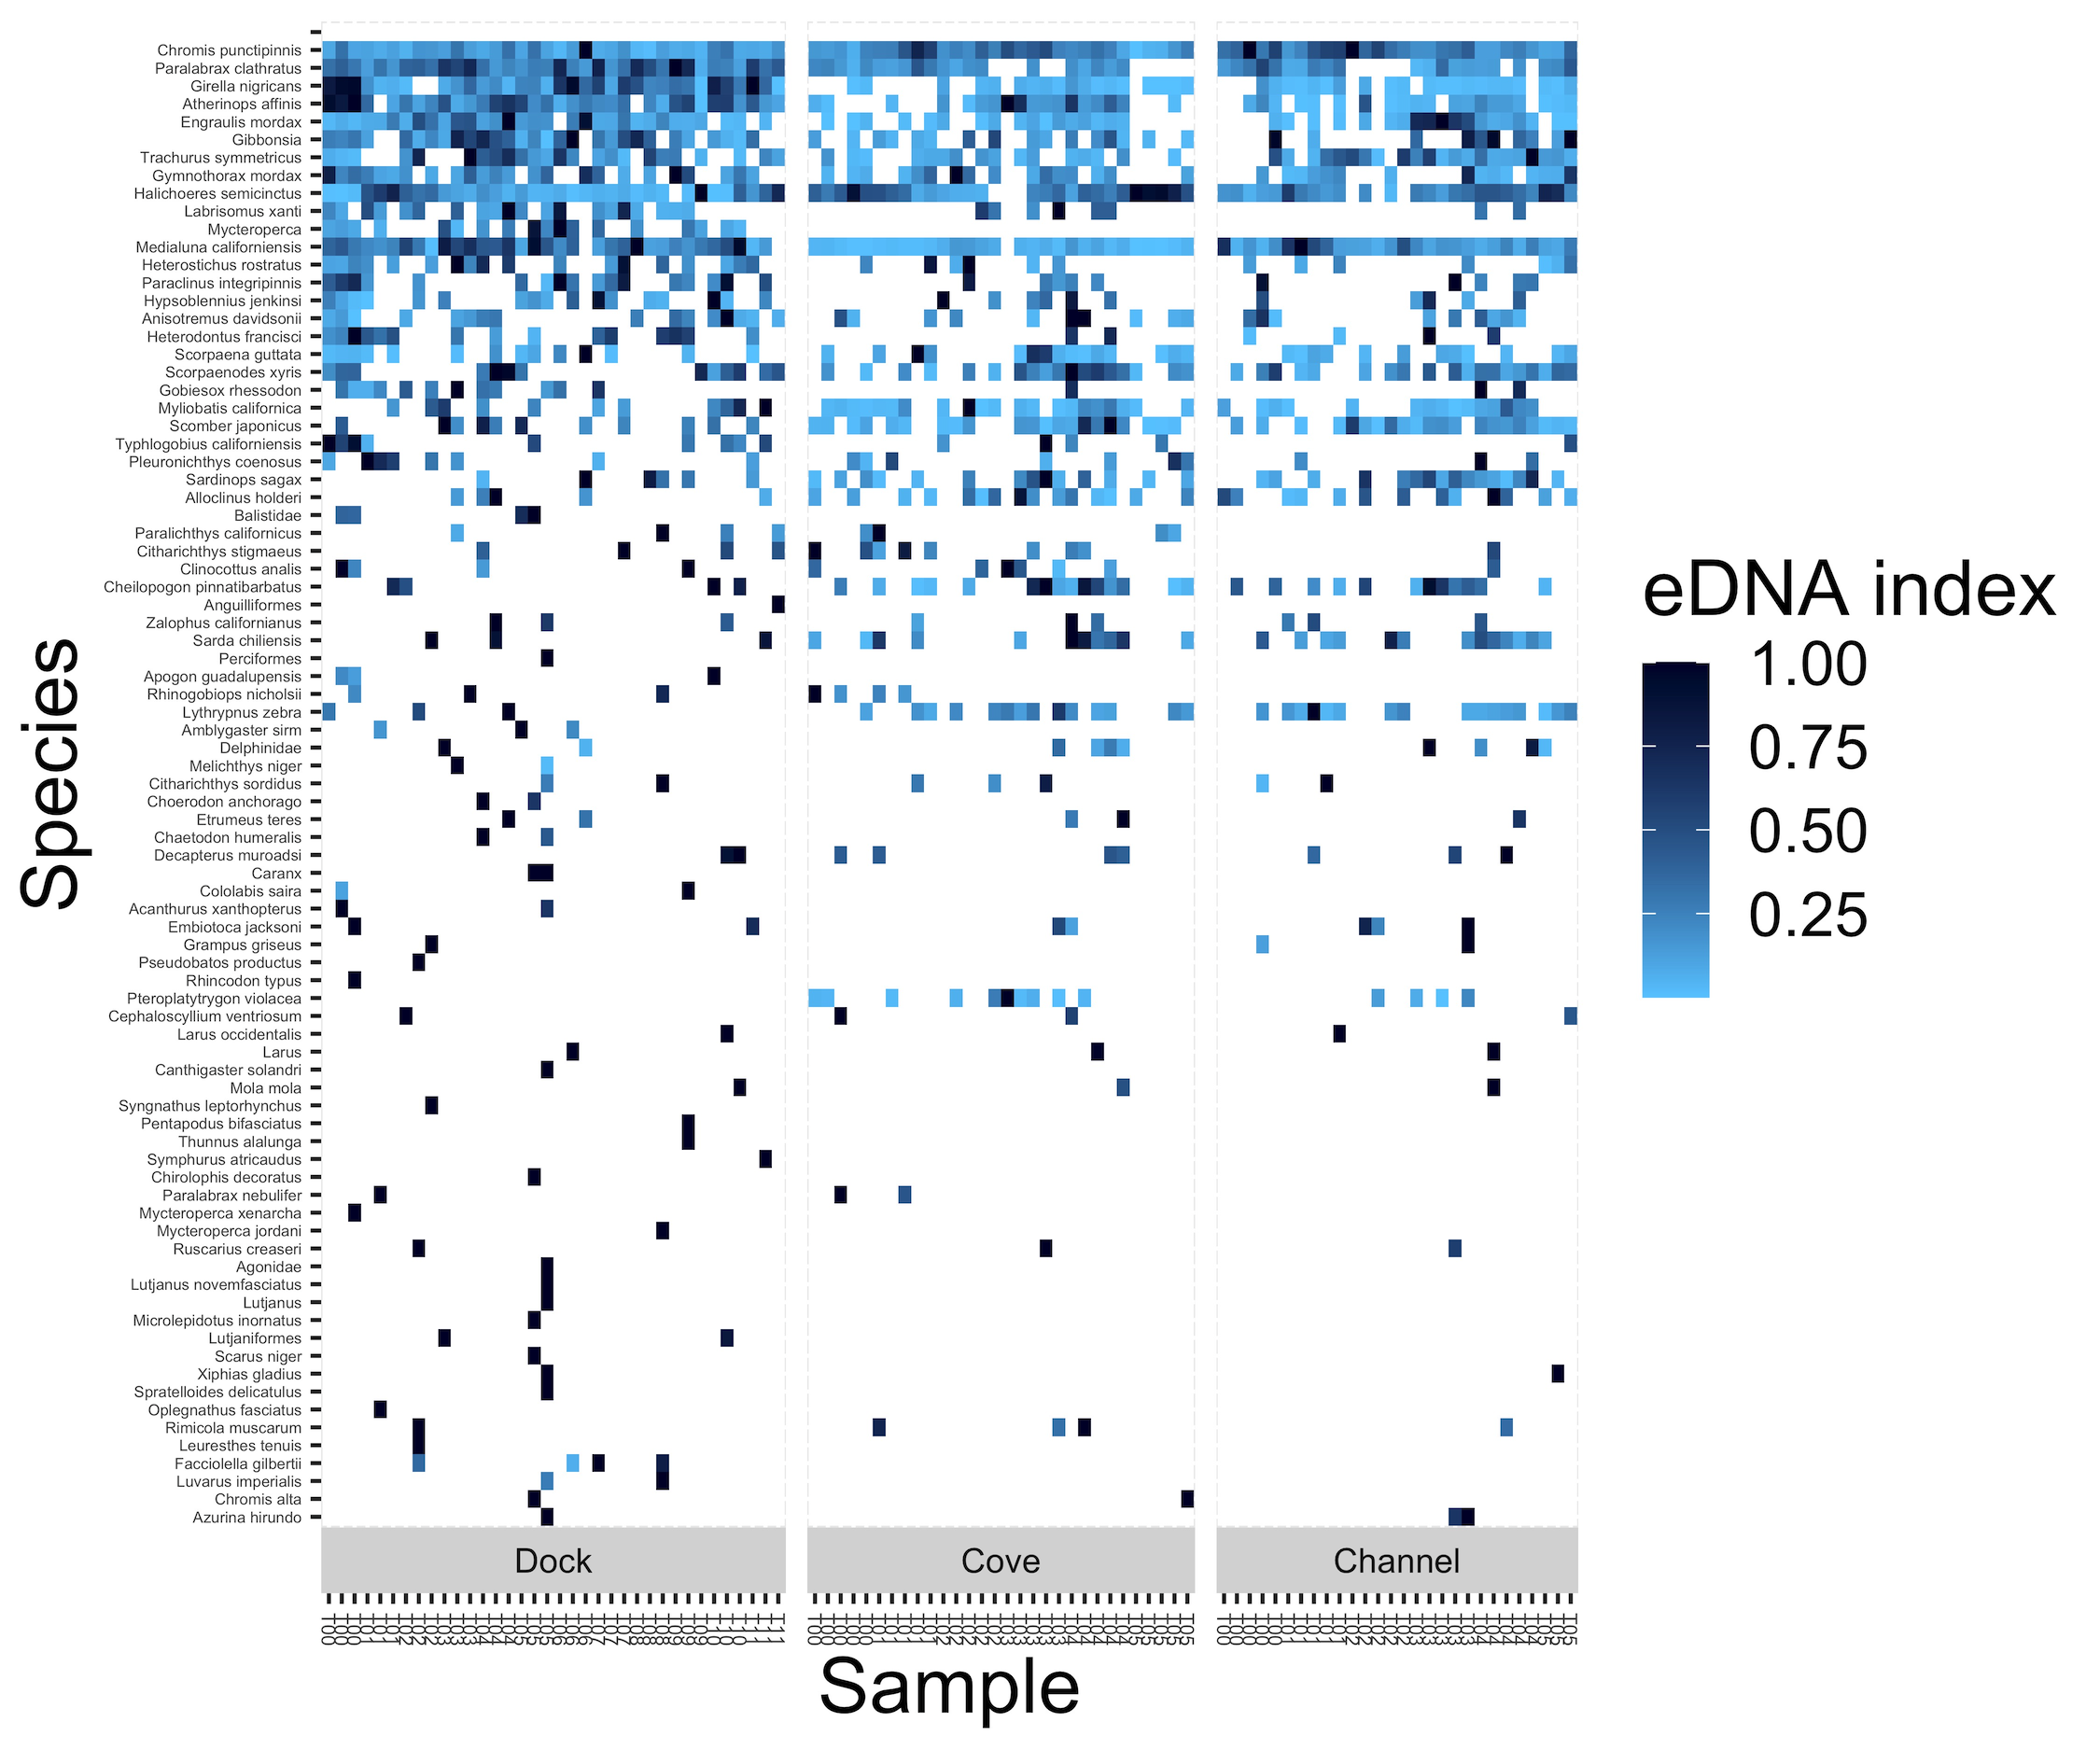 Chromis punctipinnis
Paralabrax clathratus
Girella nigricans
Atherinops affinis
Engraulis mordax
Gibbonsia
Trachurus symmetricus
Gymnothorax mordax
Halichoeres semicinctus
Labrisomus xanti
Mycteroperca
Medialuna californiensis
Heterostichus rostratus
Paraclinus integripinnis
Hypsoblennius jenkinsi
Anisotremus davidsonii
Heterodontus francisci
Scorpaena guttata
Scorpaenodes xyris
Gobiesox rhessodon
Myliobatis californica
Scomber japonicus
Typhlogobius californiensis
Pleuronichthys coenosus
Sardinops sagax
Alloclinus holderi
Balistidae
Paralichthys californicus
Citharichthys stigmaeus
Clinocottus analis
Cheilopogon pinnatibarbatus
Anguilliformes
Zalophus californianus
Sarda chiliensis
Perciformes
Apogon guadalupensis
Rhinogobiops nicholsii
Lythrypnus zebra
Amblygaster sirm
Delphinidae
Melichthys niger
Citharichthys sordidus
Choerodon anchorago
Etrumeus teres
Chaetodon humeralis
Decapterus muroadsi
Caranx
Cololabis saira
Acanthurus xanthopterus
Embiotoca jacksoni
Grampus griseus
Pseudobatos productus
Rhincodon typus
Pteroplatytrygon violacea
Cephaloscyllium ventriosum
Larus occidentalis
Larus
Canthigaster solandri
Mola mola
Syngnathus leptorhynchus
Pentapodus bifasciatus
Thunnus alalunga
Symphurus atricaudus
Chirolophis decoratus
Paralabrax nebulifer
Mycteroperca xenarcha
Mycteroperca jordani
Ruscarius creaseri
Agonidae
Lutjanus novemfasciatus
Lutjanus
Microlepidotus inornatus
Lutjaniformes
Scarus niger
Xiphias gladius
Spratelloides delicatulus
Oplegnathus fasciatus
Rimicola muscarum
Leuresthes tenuis
Facciolella gilbertii
Luvarus imperialis
Chromis alta
Azurina hirundo
Species
Dock
Cove
Channel
Sample
eDNA index
1.00
0.75
0.50
0.25